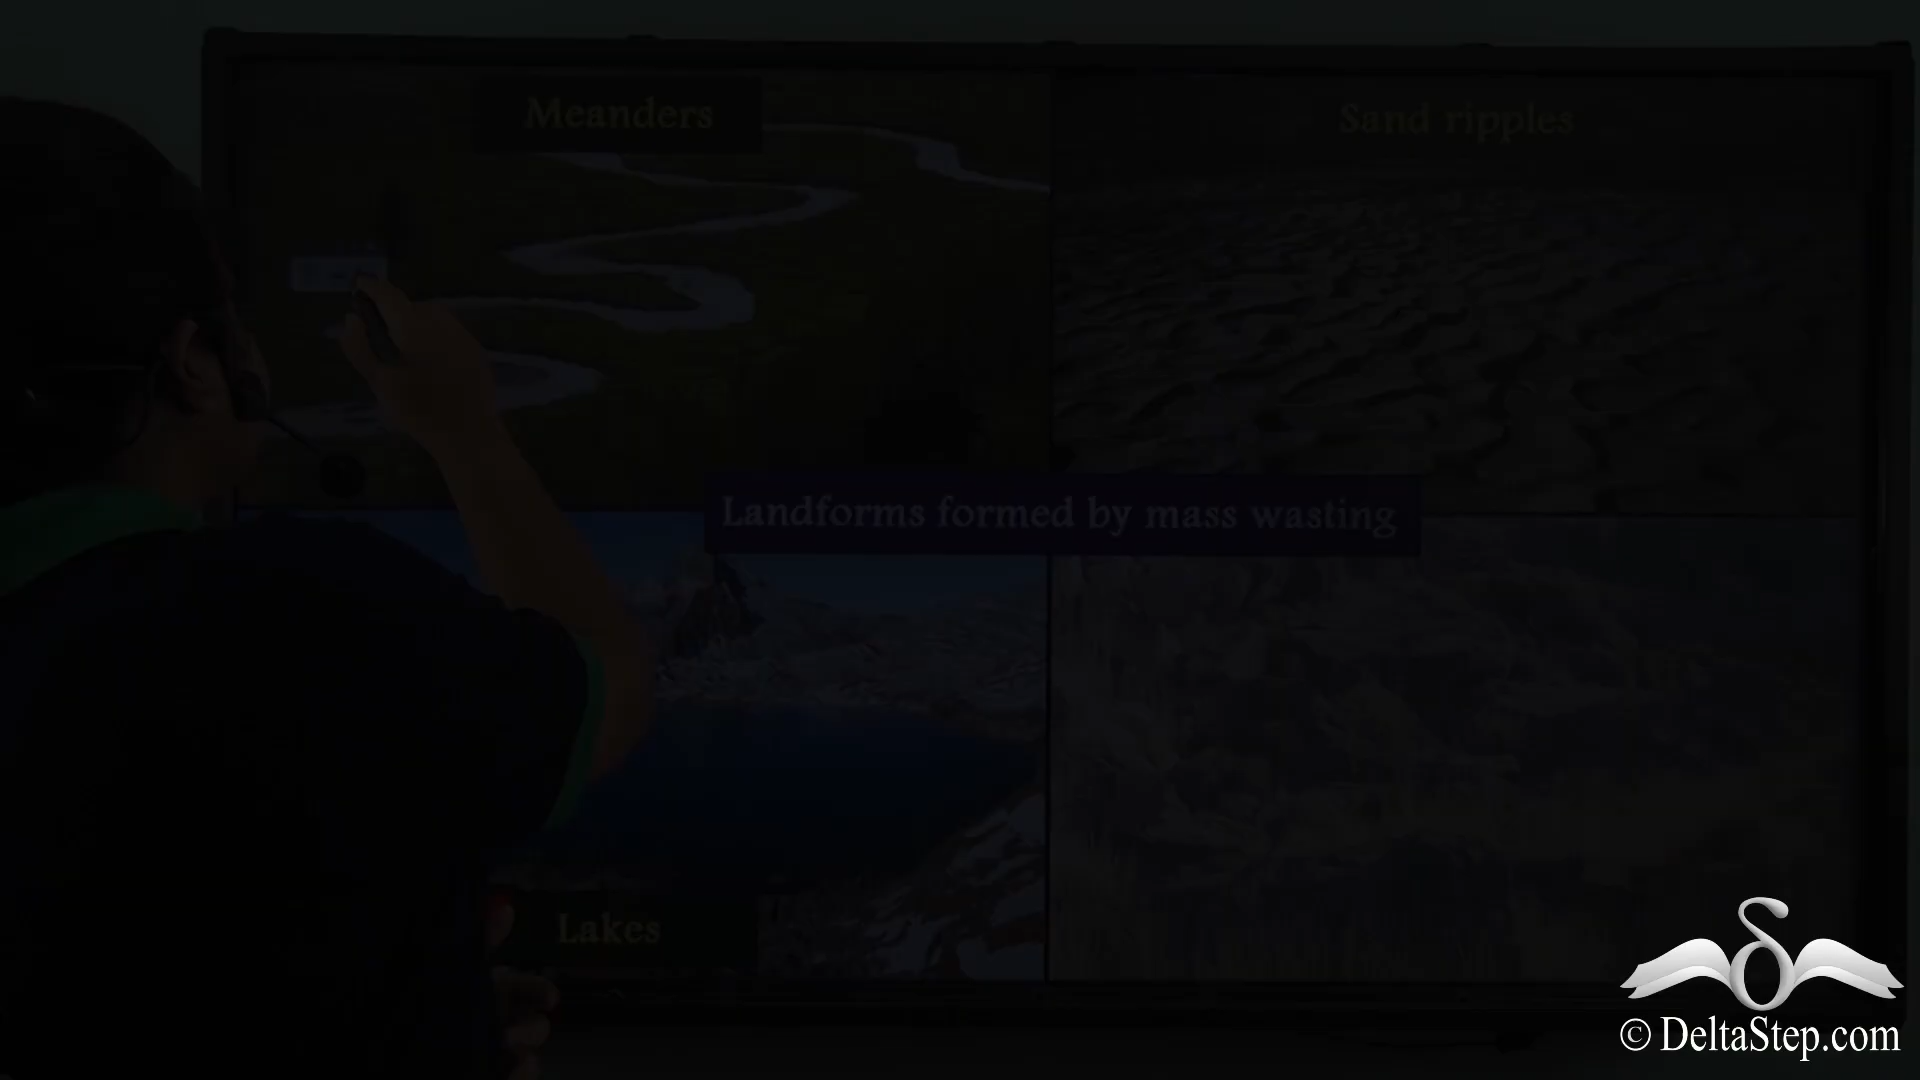 Meanders
Sand ripples
Landforms formed by mass wasting
Lakes
© DeltaStep.com